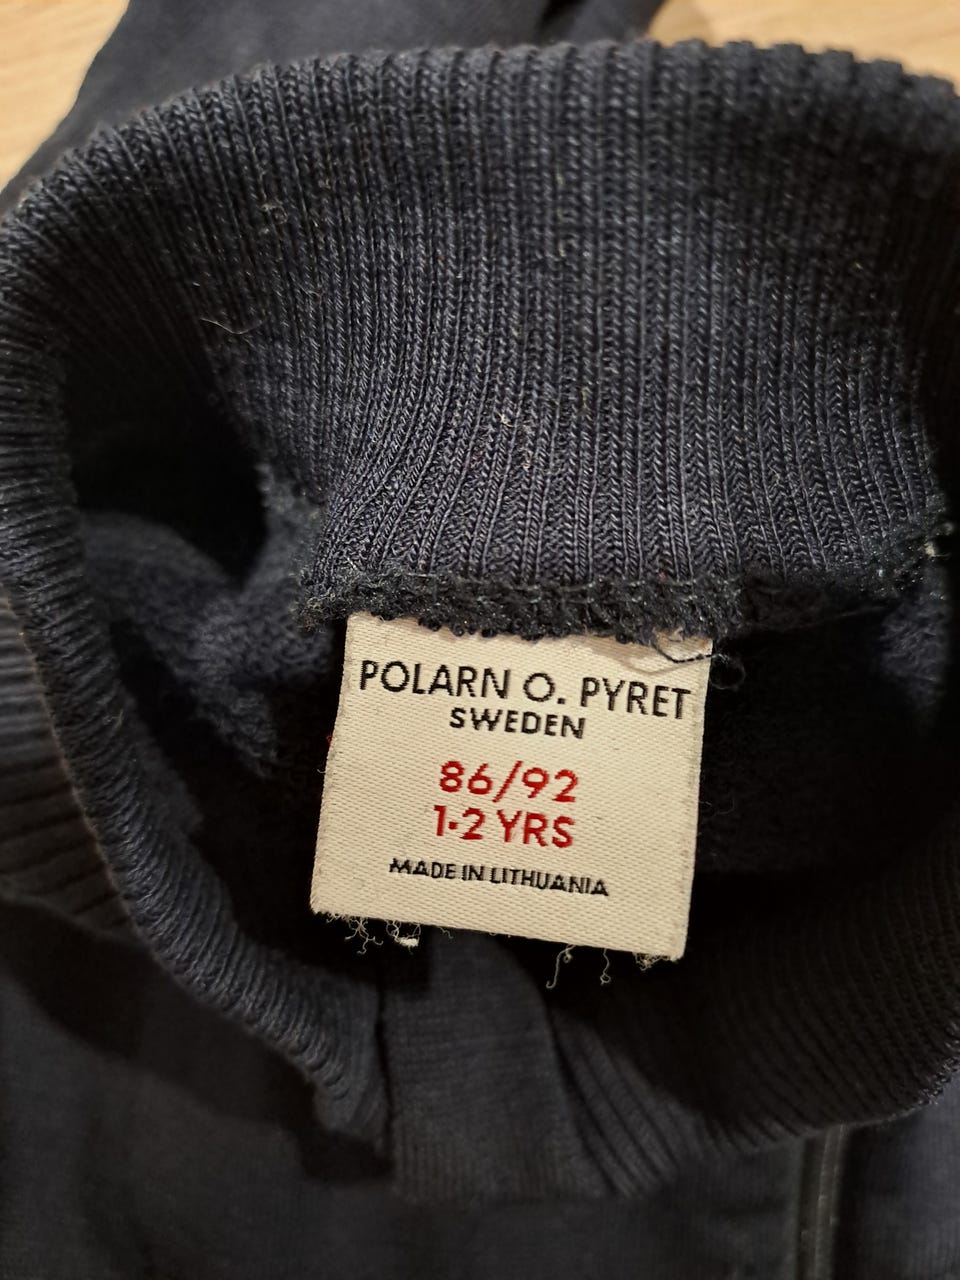 POLARN O. PYRET
SWEDEN
86/92
1-2 YRS
MADE IN LITHUANIA